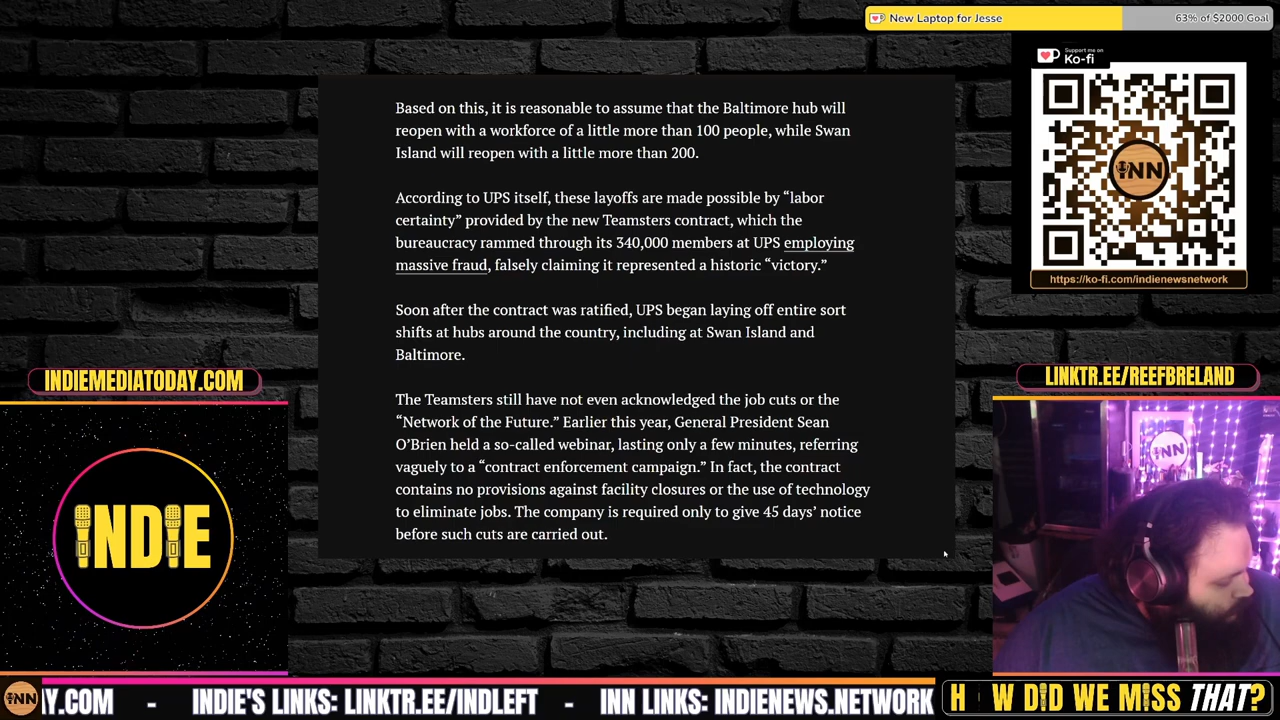 New Laptop for Jesse
63% of $2000 Goal
Support me on
Ko-fi
INN
https://ko-fi.com/indienewsnetwork
Based on this, it is reasonable to assume that the Baltimore hub will
reopen with a workforce of a little more than 100 people, while Swan
Island will reopen with a little more than 200.
According to UPS itself, these layoffs are made possible by “labor
certainty” provided by the new Teamsters contract, which the
bureaucracy rammed through its 340,000 members at UPS employing
massive fraud, falsely claiming it represented a historic “victory.”
Soon after the contract was ratified, UPS began laying off entire sort
shifts at hubs around the country, including at Swan Island and
Baltimore.
The Teamsters still have not even acknowledged the job cuts or the
“Network of the Future.” Earlier this year, General President Sean
O’Brien held a so-called webinar, lasting only a few minutes, referring
vaguely to a “contract enforcement campaign.” In fact, the contract
contains no provisions against facility closures or the use of technology
to eliminate jobs. The company is required only to give 45 days’ notice
before such cuts are carried out.
INDIEMEDIATODAY.COM
LINKTR.EE/REEFBRELAND
INDIE
INN
INN
Y.COM - INDIE'S LINKS: LINKTR.EE/INDLEFT - INN LINKS: INDIENEWS.NETWORK
H W DID WE MISS THAT?